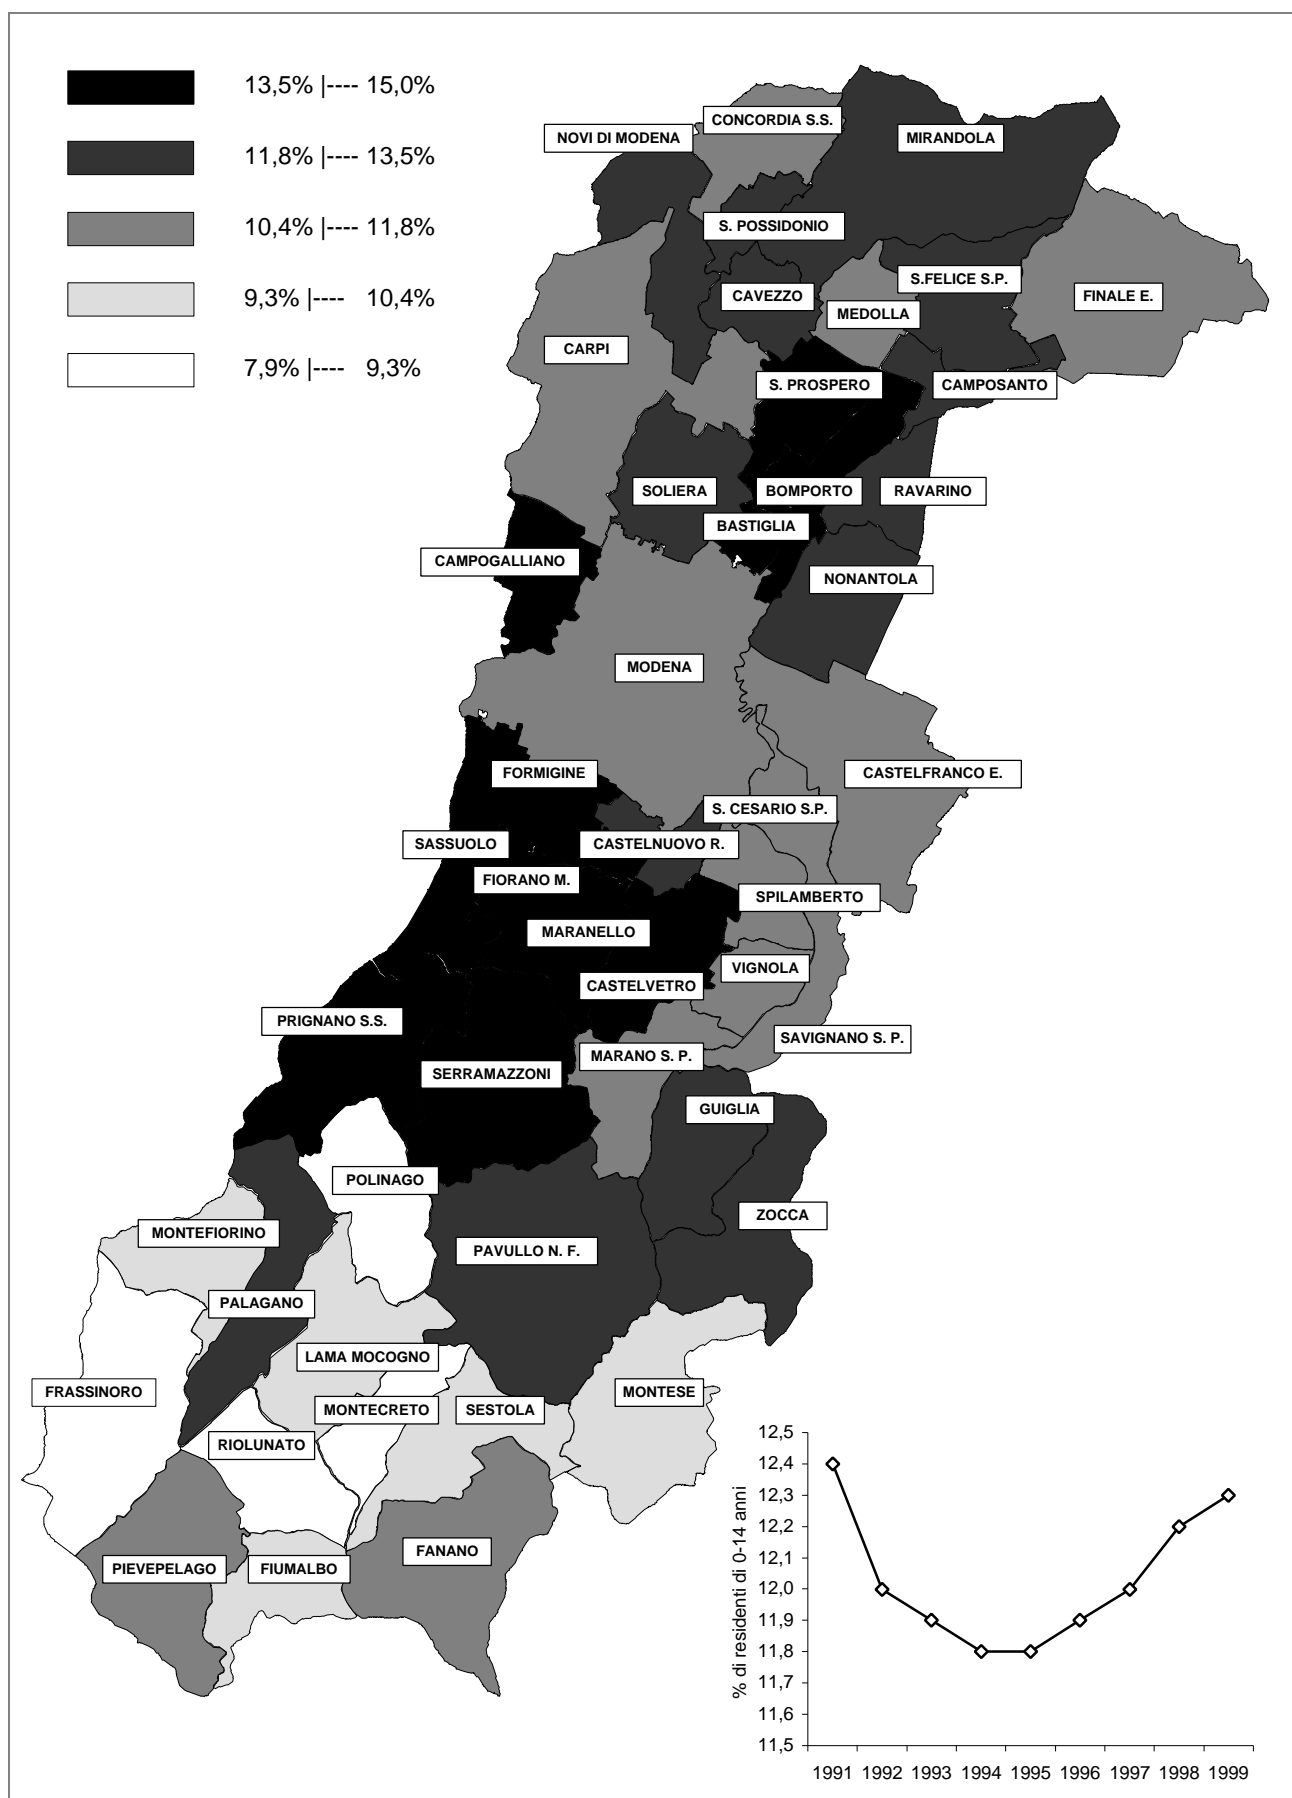 13,5% |---- 15,0%
11,8% |---- 13,5%
10,4% |---- 11,8%
9,3% |---- 10,4%
7,9% |---- 9,3%
CONCORDIA S.S.
NOVI DI MODENA
MIRANDOLA
S. POSSIDONIO
S.FELICE S.P.
CAVEZZO
FINALE E.
MEDOLLA
CARPI
S. PROSPERO
CAMPOSANTO
SOLIERA
BOMPORTO
RAVARINO
BASTIGLIA
CAMPOGALLIANO
NONANTOLA
MODENA
FORMIGINE
CASTELFRANCO E.
S. CESARIO S.P.
SASSUOLO
CASTELNUOVO R.
FIORANO M.
SPILAMBERTO
MARANELLO
VIGNOLA
CASTELVETRO
PRIGNANO S.S.
SAVIGNANO S. P.
MARANO S. P.
SERRAMAZZONI
GUIGLIA
POLINAGO
ZOCCA
MONTEFIORINO
PAVULLO N. F.
PALAGANO
LAMA MOCOGNO
FRASSINORO
MONTESE
MONTECRETO
SESTOLA
RIOLUNATO
FANANO
PIEVEPELAGO
FIUMALBO
% di residenti di 0-14 anni
12,5
12,4
12,3
12,2
12,1
12,0
11,9
11,8
11,7
11,6
11,5
1991 1992 1993 1994 1995 1996 1997 1998 1999